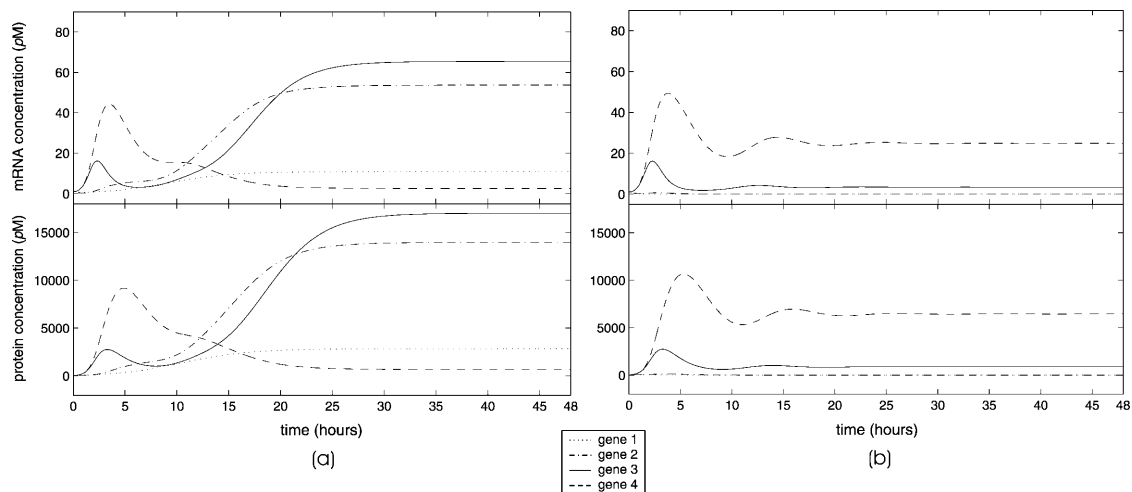 mRNA concentration (pM)
80
60
40
20
0
protein concentration (pM)
15000
10000
5000
0
0 5 10 15 20 25 30 35 40 45 48
time (hours)
(a)
80
60
40
20
0
15000
10000
5000
0
0 5 10 15 20 25 30 35 40 45 48
time (hours)
(b)
gene 1
gene 2
gene 3
gene 4